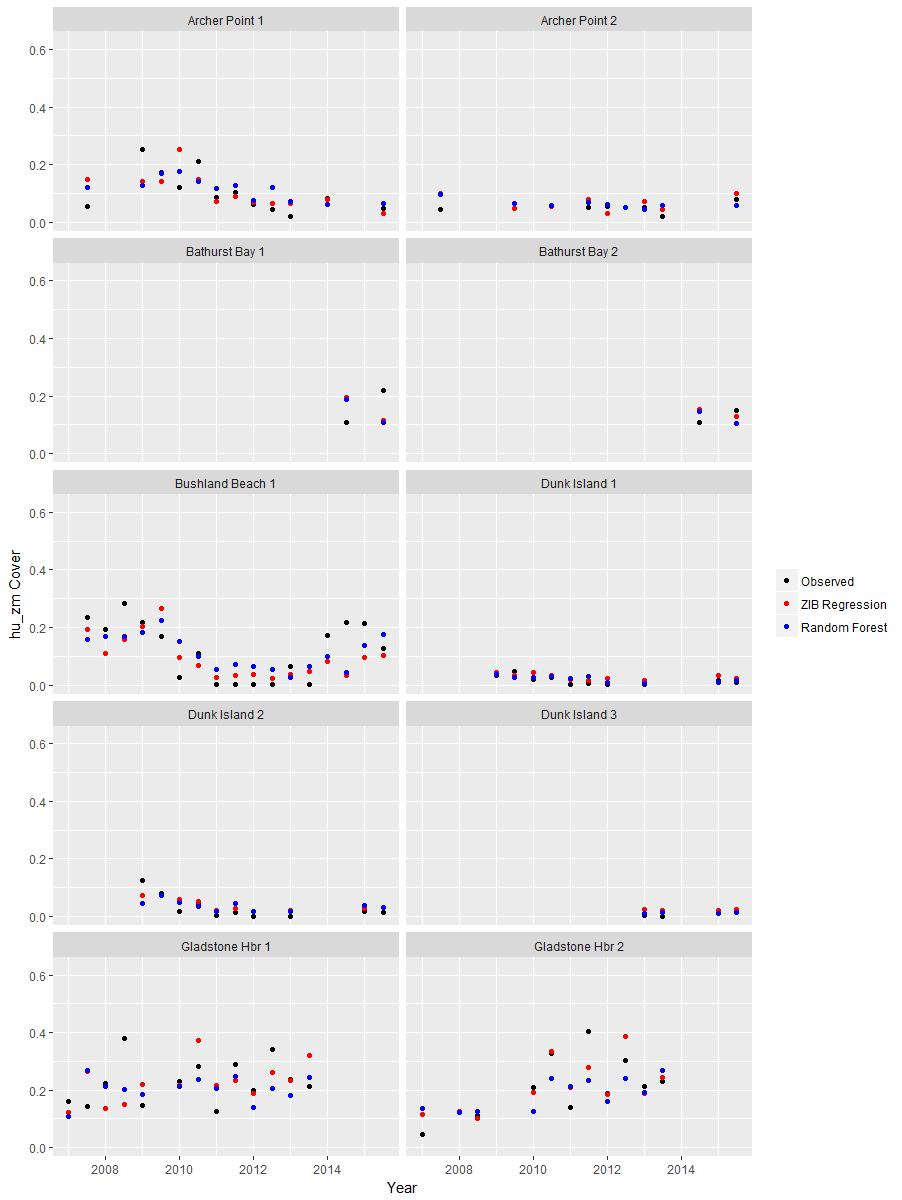 Archer Point 1
Archer Point 2
0.6
0.4
0.2
0.0
Bathurst Bay 1
Bathurst Bay 2
0.6
0.4
0.2
0.0
Bushland Beach 1
Dunk Island 1
0.6
0.4
0.2
0.0
hu_zm Cover
Observed
ZIB Regression
Random Forest
Dunk Island 2
Dunk Island 3
0.6
0.4
0.2
0.0
Gladstone Hbr 1
Gladstone Hbr 2
0.6
0.4
0.2
0.0
2008 2010 2012 2014 2008 2010 2012 2014
Year